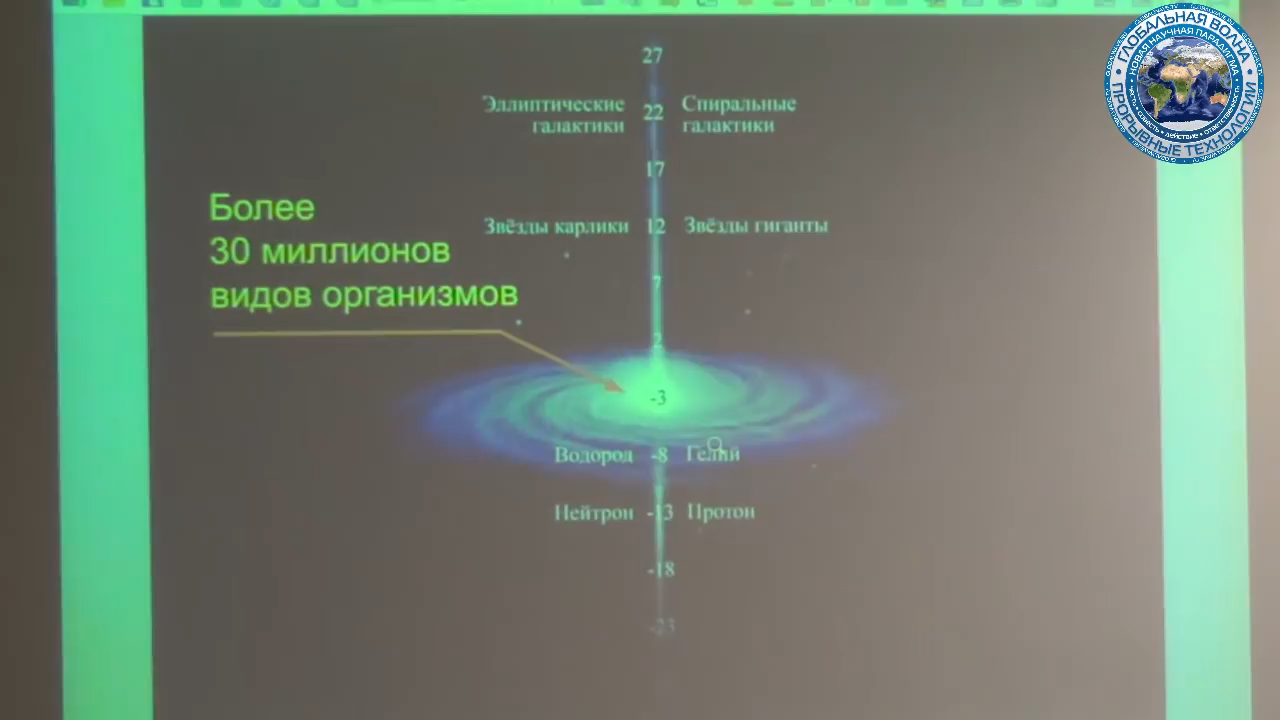 27
Эллиптические 22 Спиральные
галактики галактики
17
Более
Звёзды карлики 12 Звёзды гиганты
30 миллионов
7
видов организмов
2
-3
Водород -8 Гелий
Нейтрон -13 Протон
-18
-23
ГЛОБАЛЬНАЯ ВОЛНА
НОВАЯ НАУЧНАЯ ПАРАДИГМА
ПРОРЫВНЫЕ ТЕХНОЛОГИИ